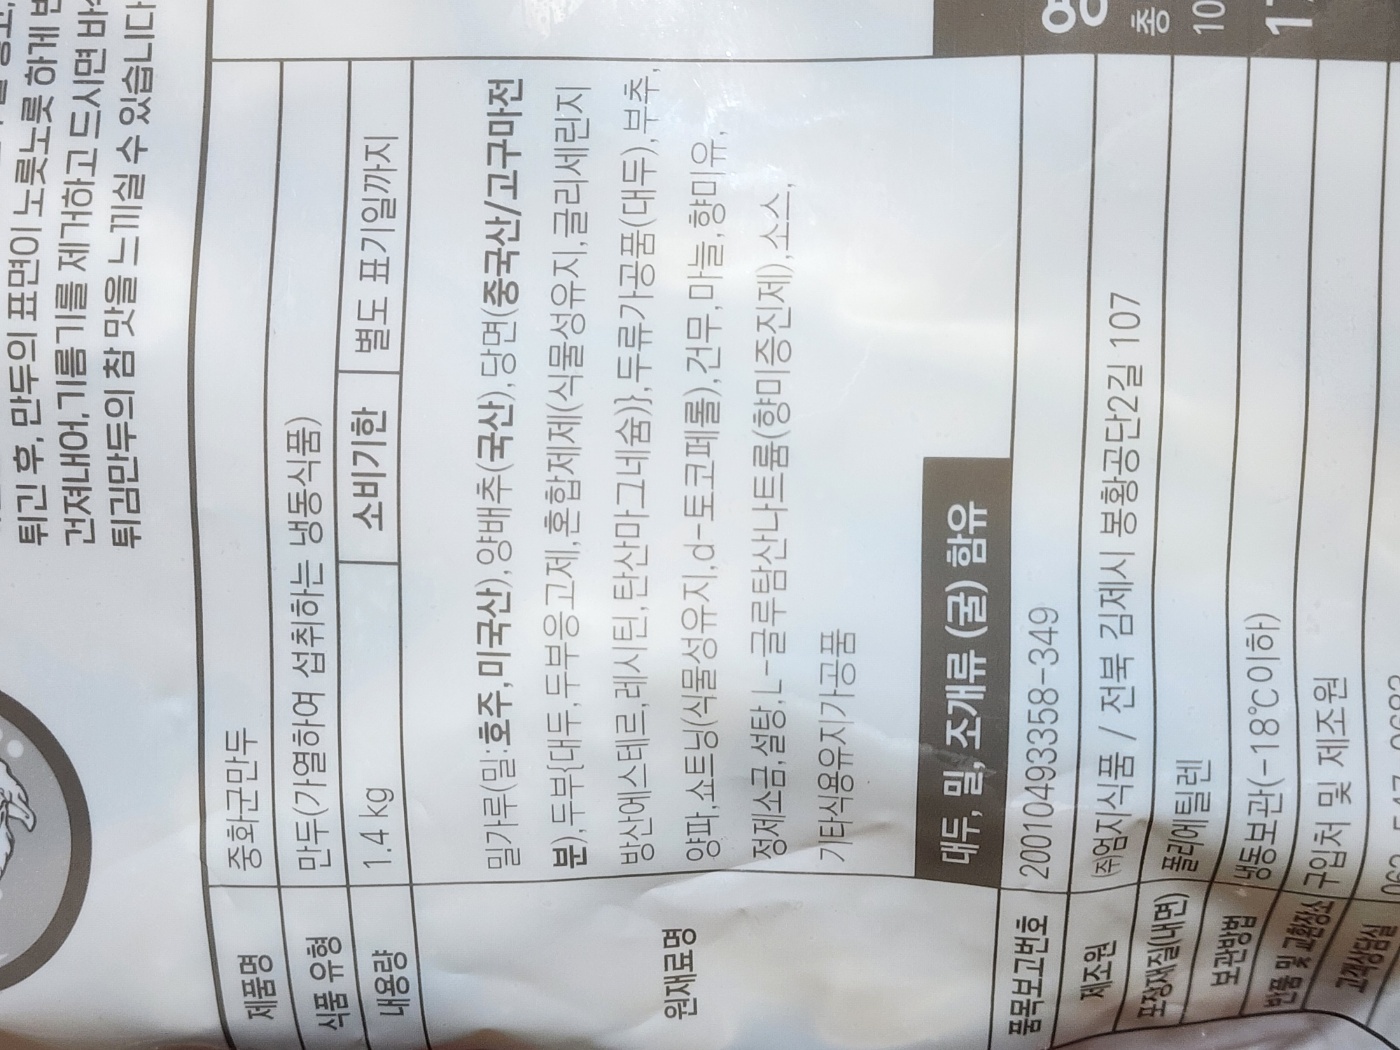 튀긴 후, 만두의 표면이 노릇노릇 하게
건져내어, 기름기를 제거하고 드시면
튀김만두의 참 맛을 느끼실 수 있습니다
제품명 중화군만두
식품 유형 만두(가열하여 섭취하는 냉동식품)
내용량 1.4 kg 소비기한 별도 표기일까지
원재료명
밀가루(밀:호주,미국산),양배추(국산),당면(중국산/고구마전
분),두부{대두,두부응고제,혼합제제(식물성유지,글리세린지
방산에스테르,레시틴,탄산마그네슘)},두류가공품(대두),부추,
양파,쇼트닝(식물성유지,d-토코페롤),건무,마늘,향미유,
정제소금,설탕,L-글루탐산나트륨(향미증진제),소스,
기타식용유지가공품
대두, 밀, 조개류 (굴) 함유
품목보고번호 20010493358-349
제조원 ㈜엄지식품 / 전북 김제시 봉황공단2길 107
포장재질(내면) 폴리에틸렌
보관방법 냉동보관(-18℃이하)
반품 및 교환장소 구입처 및 제조원
고객상담실
총